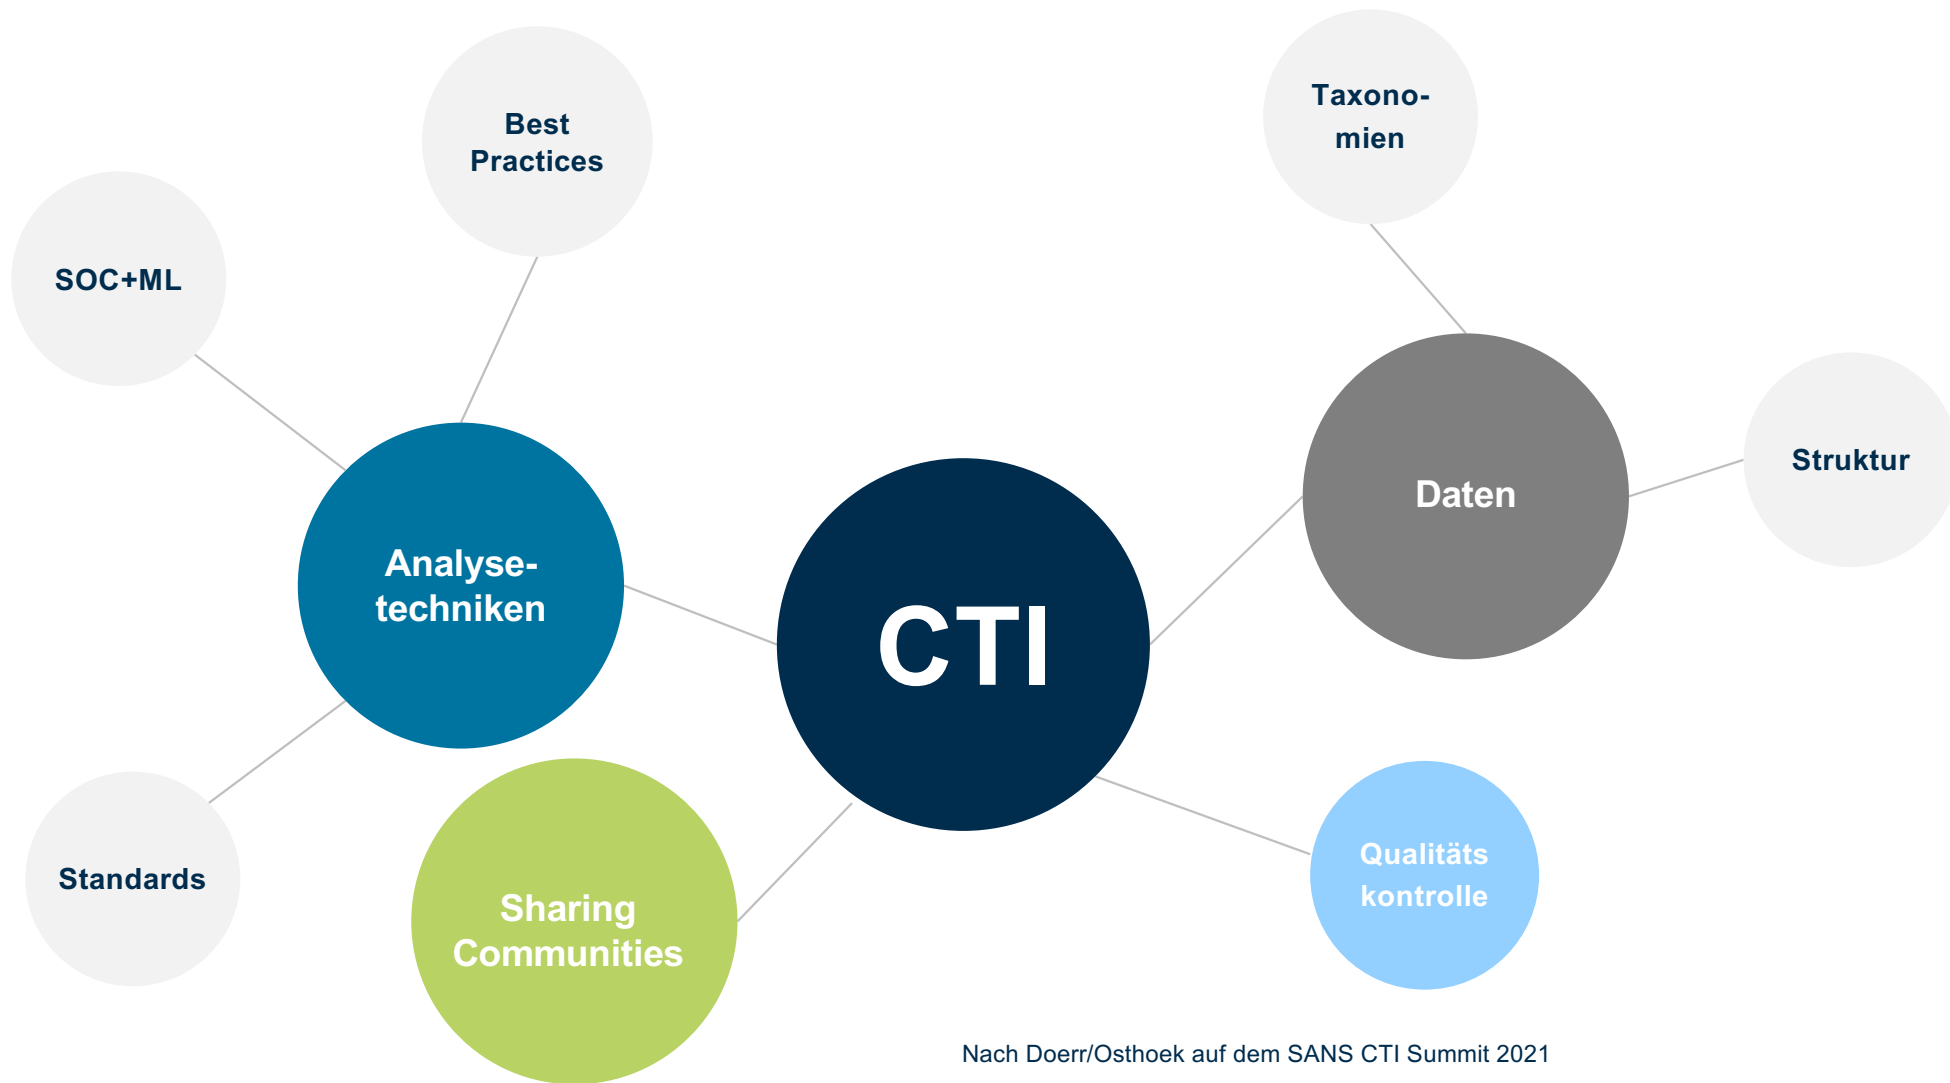 Best
Practices
Taxono-
mien
SOC+ML
Struktur
Daten
Analyse-
techniken
CTI
Qualitäts
kontrolle
Standards
Sharing
Communities
Nach Doerr/Osthoek auf dem SANS CTI Summit 2021